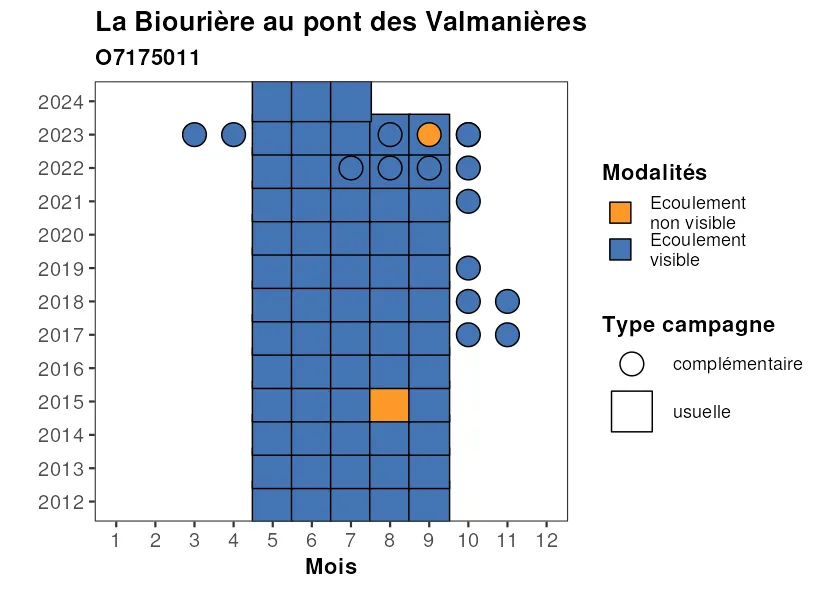 La Biourière au pont des Valmanières
O7175011
2024
2023
2022
2021
2020
2019
2018
2017
2016
2015
2014
2013
2012
1 2 3 4 5 6 7 8 9 10 11 12
Mois
Modalités
Ecoulement
non visible
Ecoulement
visible
Type campagne
complémentaire
usuelle